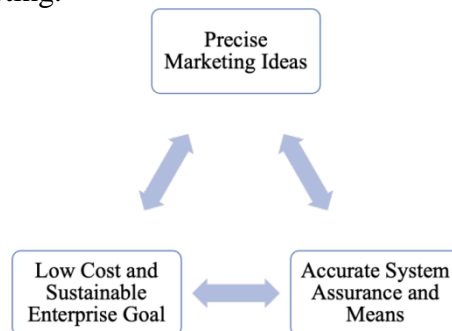 Precise
Marketing Ideas
Low Cost and
Sustainable
Enterprise Goal
Accurate System
Assurance and
Means